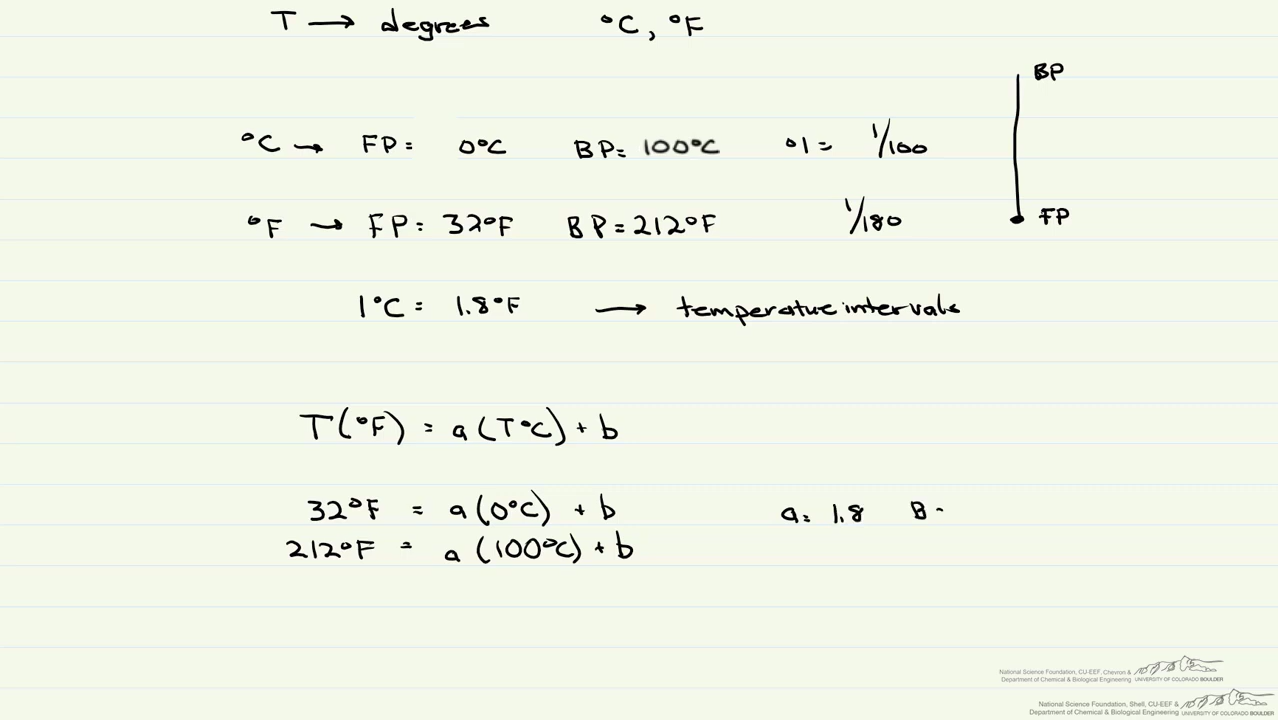 T → degrees °C, °F
BP
°C → FP= 0°C BP= 100°C °1= 1/100
°F → FP= 32°F BP=212°F 1/180 FP
1°C = 1.8°F → temperature intervals
T(°F) = a(T°C) + b
32°F = a(0°C) + b a= 1.8 B -
212°F = a(100°C) + b
National Science Foundation, CU-EEF, Chevron &
Department of Chemical & Biological Engineering UNIVERSITY OF COLORADO BOULDER
National Science Foundation, Shell, CU-EEF &
Department of Chemical & Biological Engineering UNIVERSITY OF COLORADO BOULDER